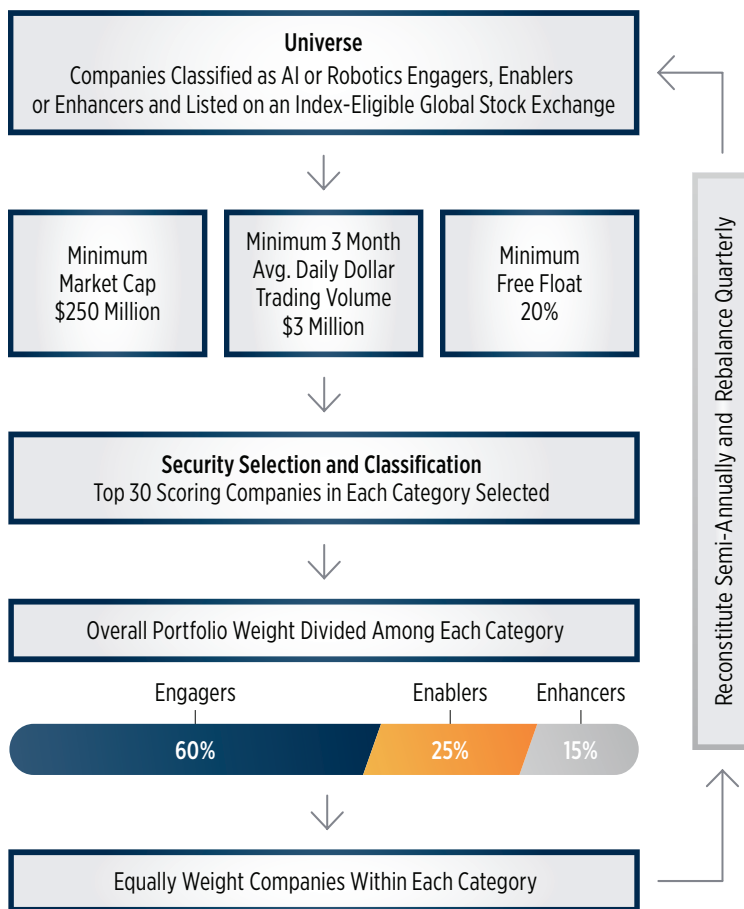 Universe
Companies Classified as AI or Robotics Engagers, Enablers
or Enhancers and Listed on an Index-Eligible Global Stock Exchange
Minimum
Market Cap
$250 Million
Minimum 3 Month
Avg. Daily Dollar
Trading Volume
$3 Million
Minimum
Free Float
20%
Security Selection and Classification
Top 30 Scoring Companies in Each Category Selected
Overall Portfolio Weight Divided Among Each Category
Engagers
Enablers
Enhancers
60%
25%
15%
Equally Weight Companies Within Each Category
Reconstitute Semi-Annually and Rebalance Quarterly